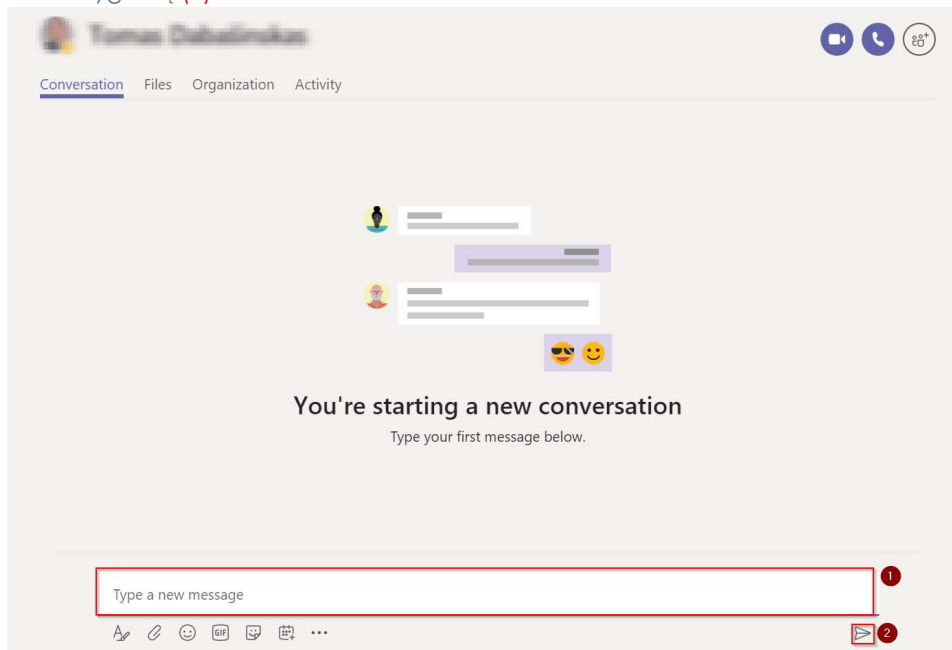 Conversation Files Organization Activity
You're starting a new conversation
Type your first message below.
1
Type a new message
GIF
2